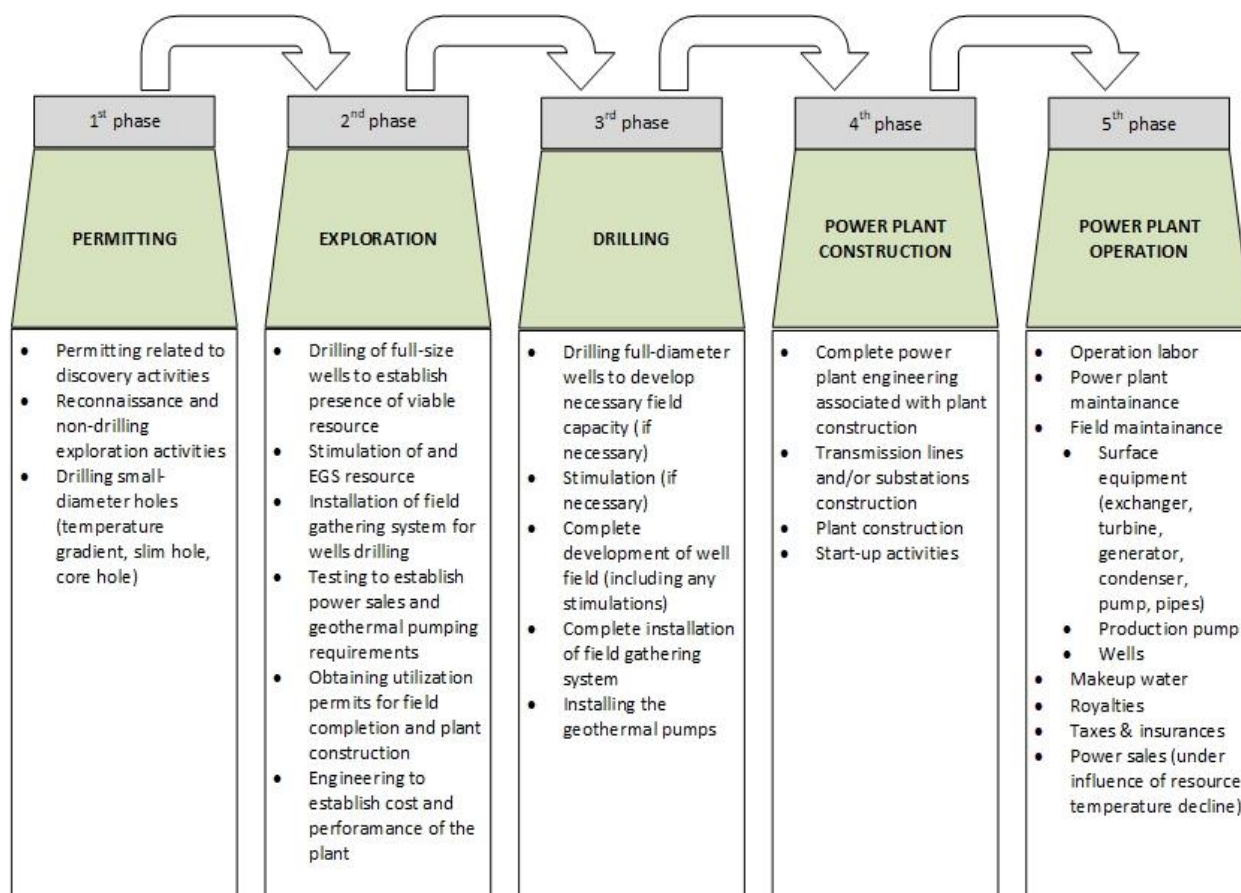 1st phase
PERMITTING
• Permitting related to
discovery activities
• Reconnaissance and
non-drilling
exploration activities
• Drilling small-
diameter holes
(temperature
gradient, slim hole,
core hole)
2nd phase
EXPLORATION
• Drilling of full-size
wells to establish
presence of viable
resource
• Stimulation of and
EGS resource
• Installation of field
gathering system for
wells drilling
• Testing to establish
power sales and
geothermal pumping
requirements
• Obtaining utilization
permits for field
completion and plant
construction
• Engineering to
establish cost and
perforamance of the
plant
3rd phase
DRILLING
• Drilling full-diameter
wells to develop
necessary field
capacity (if
necessary)
• Stimulation (if
necessary)
• Complete
development of well
field (including any
stimulations)
• Complete installation
of field gathering
system
• Installing the
geothermal pumps
4th phase
POWER PLANT
CONSTRUCTION
• Complete power
plant engineering
associated with plant
construction
• Transmission lines
and/or substations
construction
• Plant construction
• Start-up activities
5th phase
POWER PLANT
OPERATION
• Operation labor
• Power plant
maintainance
• Field maintainance
• Surface
equipment
(exchanger,
turbine,
generator,
condenser,
pump, pipes)
• Production pump
• Wells
• Makeup water
• Royalties
• Taxes & insurances
• Power sales (under
influence of resource
temperature decline)